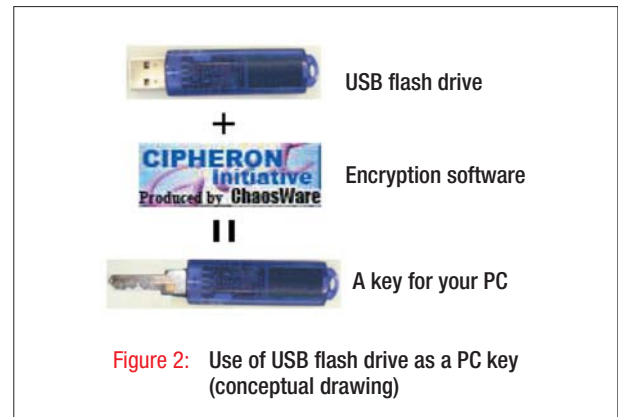 USB flash drive
+
CIPHERON
Initiative
Produced by ChaosWare
Encryption software
=
A key for your PC
Figure 2: Use of USB flash drive as a PC key
(conceptual drawing)